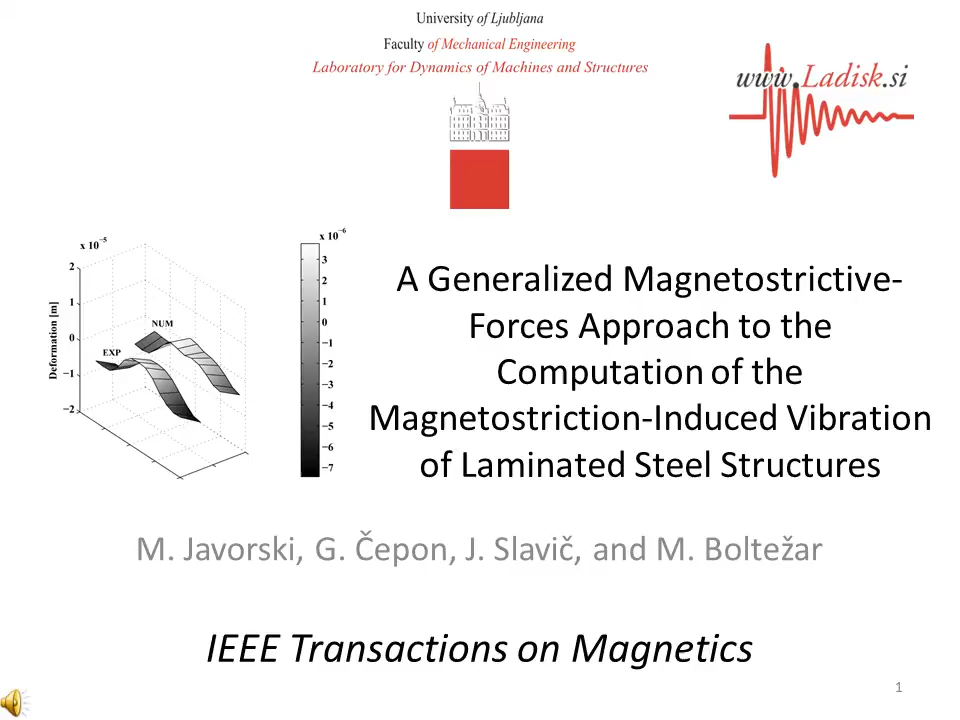 University of Ljubljana
Faculty of Mechanical Engineering
Laboratory for Dynamics of Machines and Structures
www.Ladisk.si
x 10⁻⁵
2
1
0
−1
−2
Deformation [m]
NUM
EXP
x 10⁻⁶
3
2
1
0
−1
−2
−3
−4
−5
−6
−7
A Generalized Magnetostrictive-
Forces Approach to the
Computation of the
Magnetostriction-Induced Vibration
of Laminated Steel Structures
M. Javorski, G. Čepon, J. Slavič, and M. Boltežar
IEEE Transactions on Magnetics
1